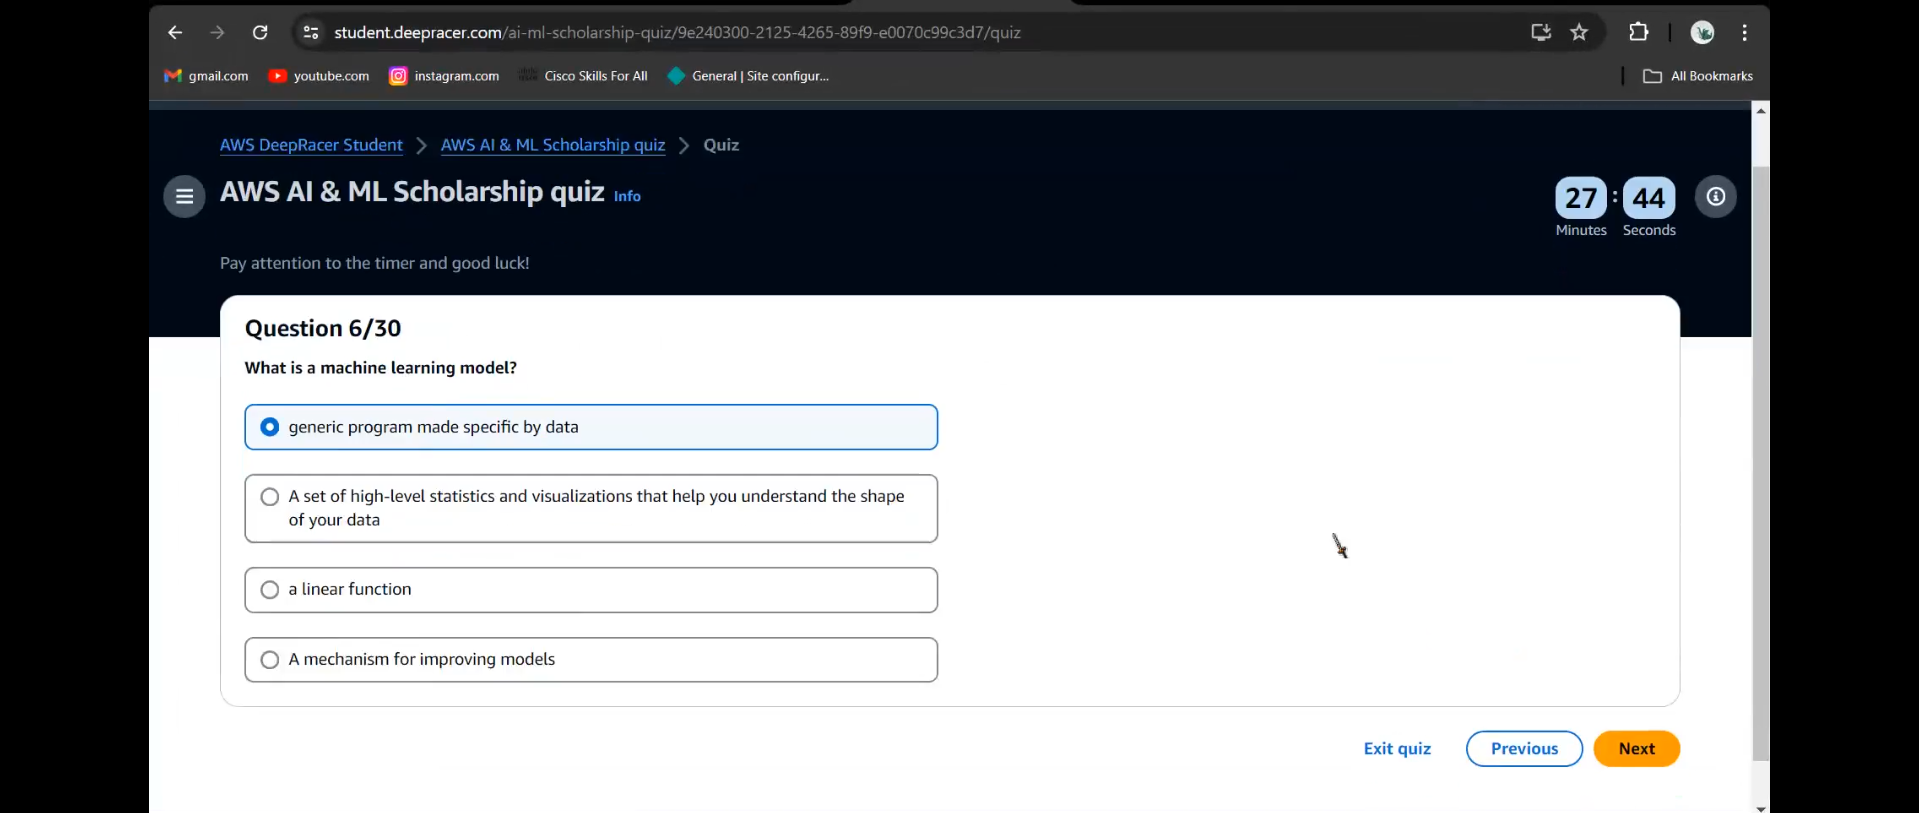 student.deepracer.com/ai-ml-scholarship-quiz/9e240300-2125-4265-89f9-e0070c99c3d7/quiz
gmail.com youtube.com instagram.com Cisco Skills For All General | Site configur... All Bookmarks
AWS DeepRacer Student AWS AI & ML Scholarship quiz Quiz
AWS AI & ML Scholarship quiz Info
27 : 44
Minutes Seconds
Pay attention to the timer and good luck!
Question 6/30
What is a machine learning model?
generic program made specific by data
A set of high-level statistics and visualizations that help you understand the shape
of your data
a linear function
A mechanism for improving models
Exit quiz Previous Next